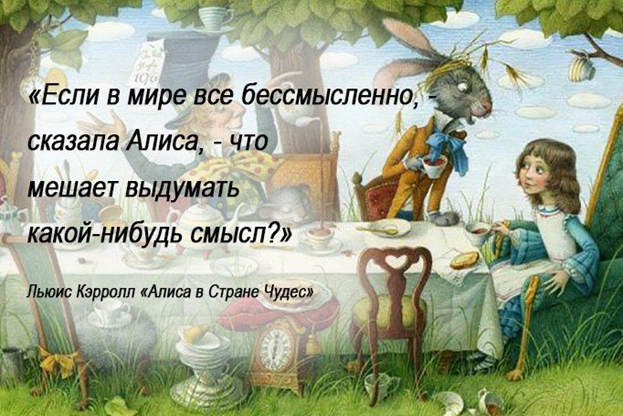 «Если в мире все бессмысленно, -
сказала Алиса, - что
мешает выдумать
какой-нибудь смысл?»
Льюис Кэрролл «Алиса в Стране Чудес»